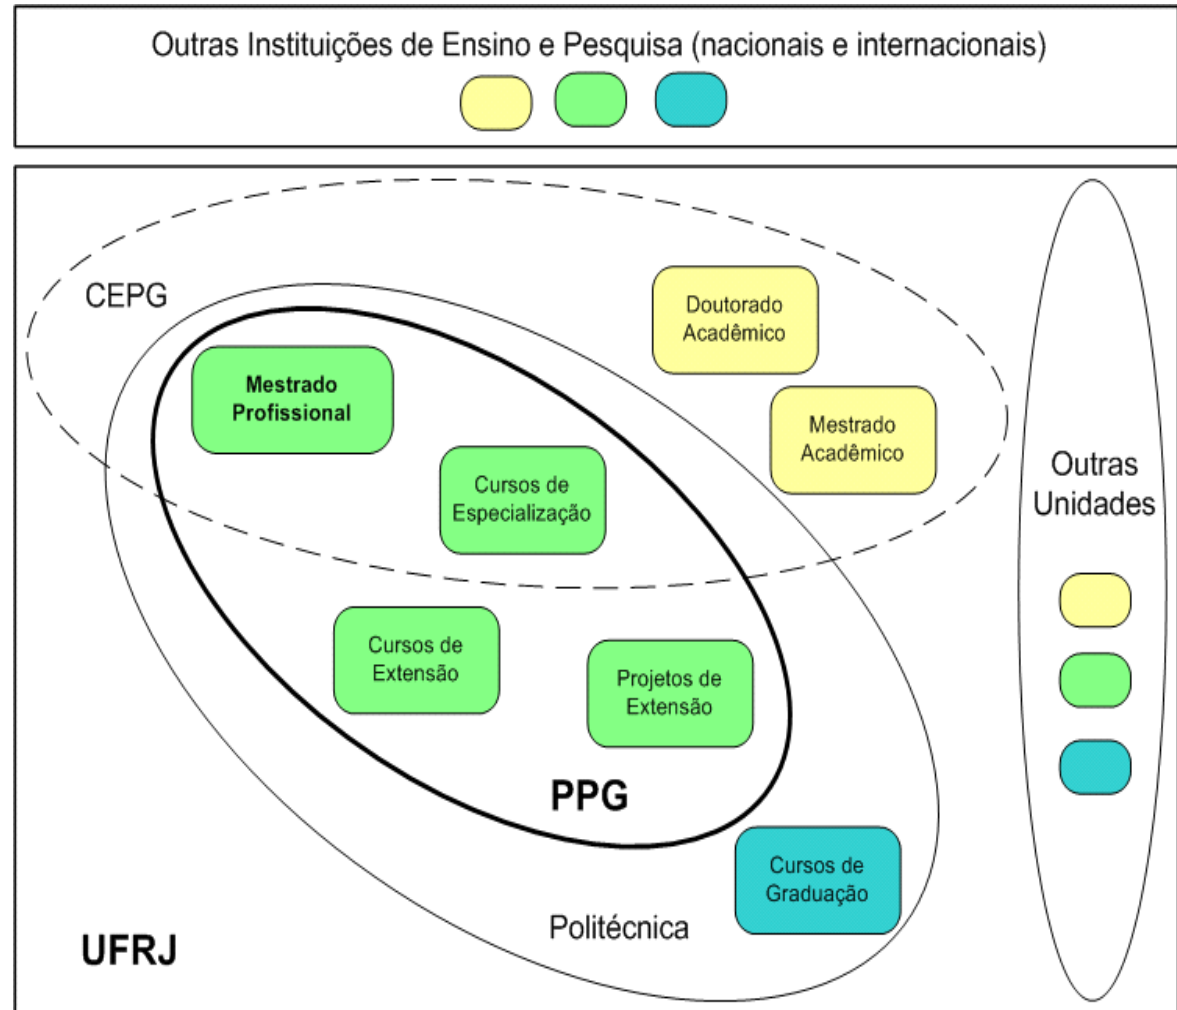 Outras Instituições de Ensino e Pesquisa (nacionais e internacionais)
CEPG
Doutorado
Acadêmico
Mestrado
Profissional
Mestrado
Acadêmico
Cursos de
Especialização
Outras
Unidades
Cursos de
Extensão
Projetos de
Extensão
PPG
Cursos de
Graduação
Politécnica
UFRJ